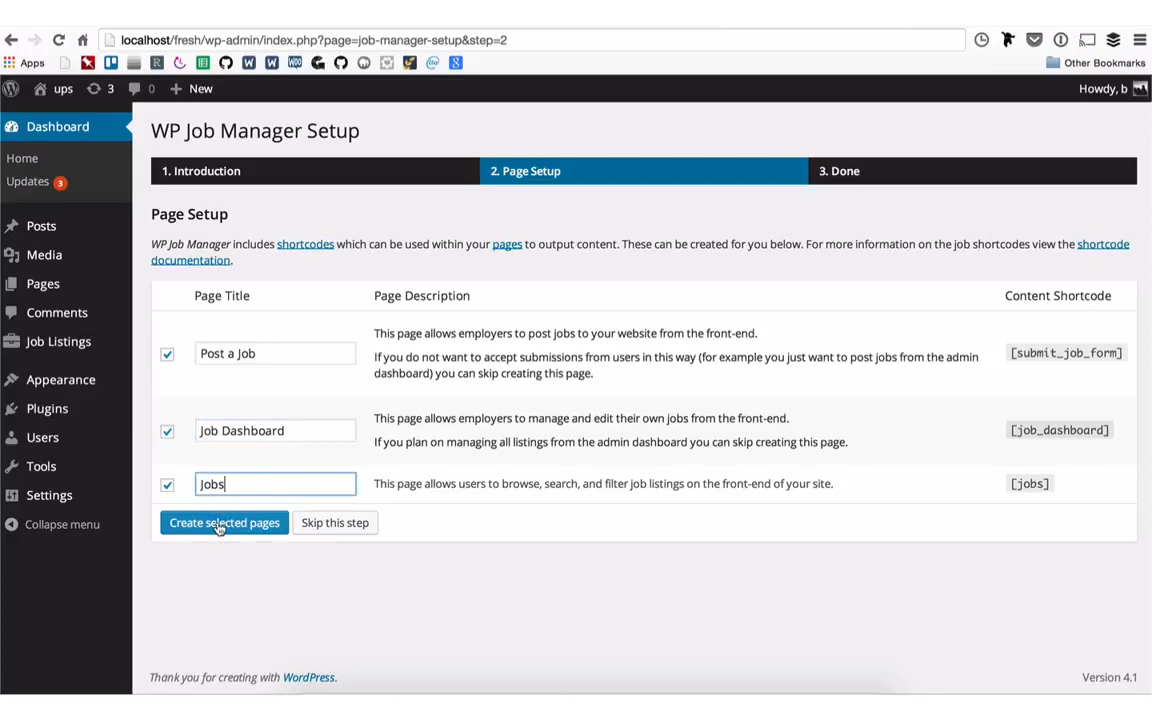 localhost/fresh/wp-admin/index.php?page=job-manager-setup&step=2
Apps
Other Bookmarks
ups
3
0
New
Howdy, b
Dashboard
Home
Updates 3
Posts
Media
Pages
Comments
Job Listings
Appearance
Plugins
Users
Tools
Settings
Collapse menu
WP Job Manager Setup
1. Introduction
2. Page Setup
3. Done
Page Setup
WP Job Manager includes shortcodes which can be used within your pages to output content. These can be created for you below. For more information on the job shortcodes view the shortcode
documentation.
Page Title
Page Description
Content Shortcode
Post a Job
This page allows employers to post jobs to your website from the front-end.
If you do not want to accept submissions from users in this way (for example you just want to post jobs from the admin
dashboard) you can skip creating this page.
[submit_job_form]
Job Dashboard
This page allows employers to manage and edit their own jobs from the front-end.
If you plan on managing all listings from the admin dashboard you can skip creating this page.
[job_dashboard]
Jobs
This page allows users to browse, search, and filter job listings on the front-end of your site.
[jobs]
Create selected pages
Skip this step
Thank you for creating with WordPress.
Version 4.1